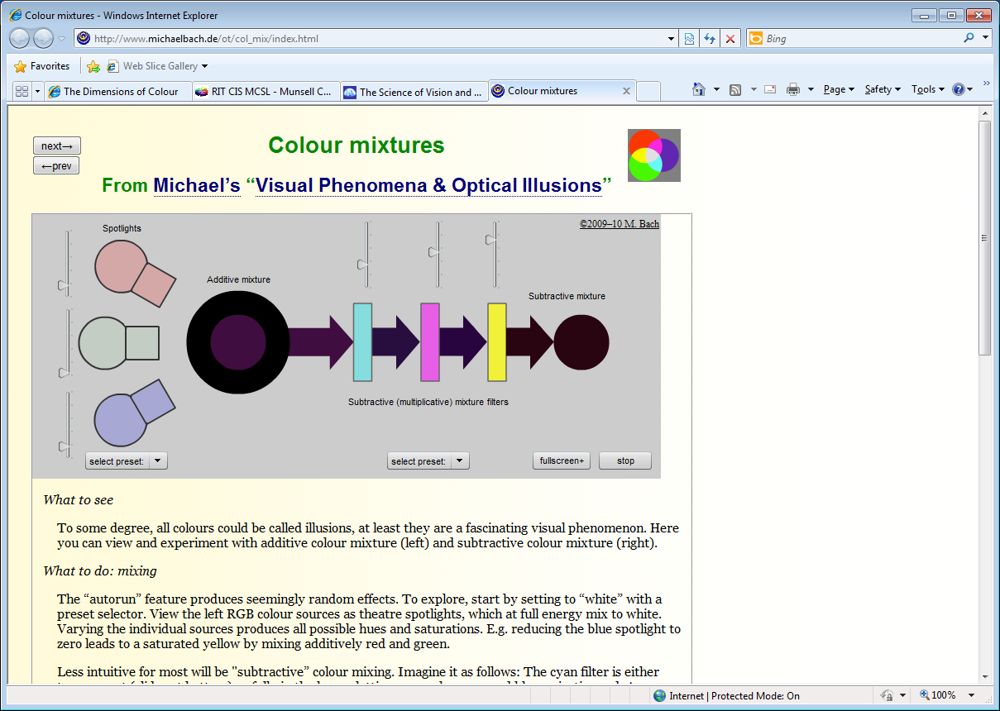 Colour mixtures - Windows Internet Explorer
http://www.michaelbach.de/ot/col_mix/index.html
Bing
Favorites
Web Slice Gallery
The Dimensions of Colour
RIT CIS MCSL - Munsell C...
The Science of Vision and ...
Colour mixtures
Page
Safety
Tools
next→
←prev
Colour mixtures
From Michael’s “Visual Phenomena & Optical Illusions”
©2009–10 M. Bach
Spotlights
Additive mixture
Subtractive mixture
Subtractive (multiplicative) mixture filters
select preset:
select preset:
fullscreen+
stop
What to see
To some degree, all colours could be called illusions, at least they are a fascinating visual phenomenon. Here
you can view and experiment with additive colour mixture (left) and subtractive colour mixture (right).
What to do: mixing
The “autorun” feature produces seemingly random effects. To explore, start by setting to “white” with a
preset selector. View the left RGB colour sources as theatre spotlights, which at full energy mix to white.
Varying the individual sources produces all possible hues and saturations. E.g. reducing the blue spotlight to
zero leads to a saturated yellow by mixing additively red and green.
Less intuitive for most will be "subtractive” colour mixing. Imagine it as follows: The cyan filter is either
Internet | Protected Mode: On
100%